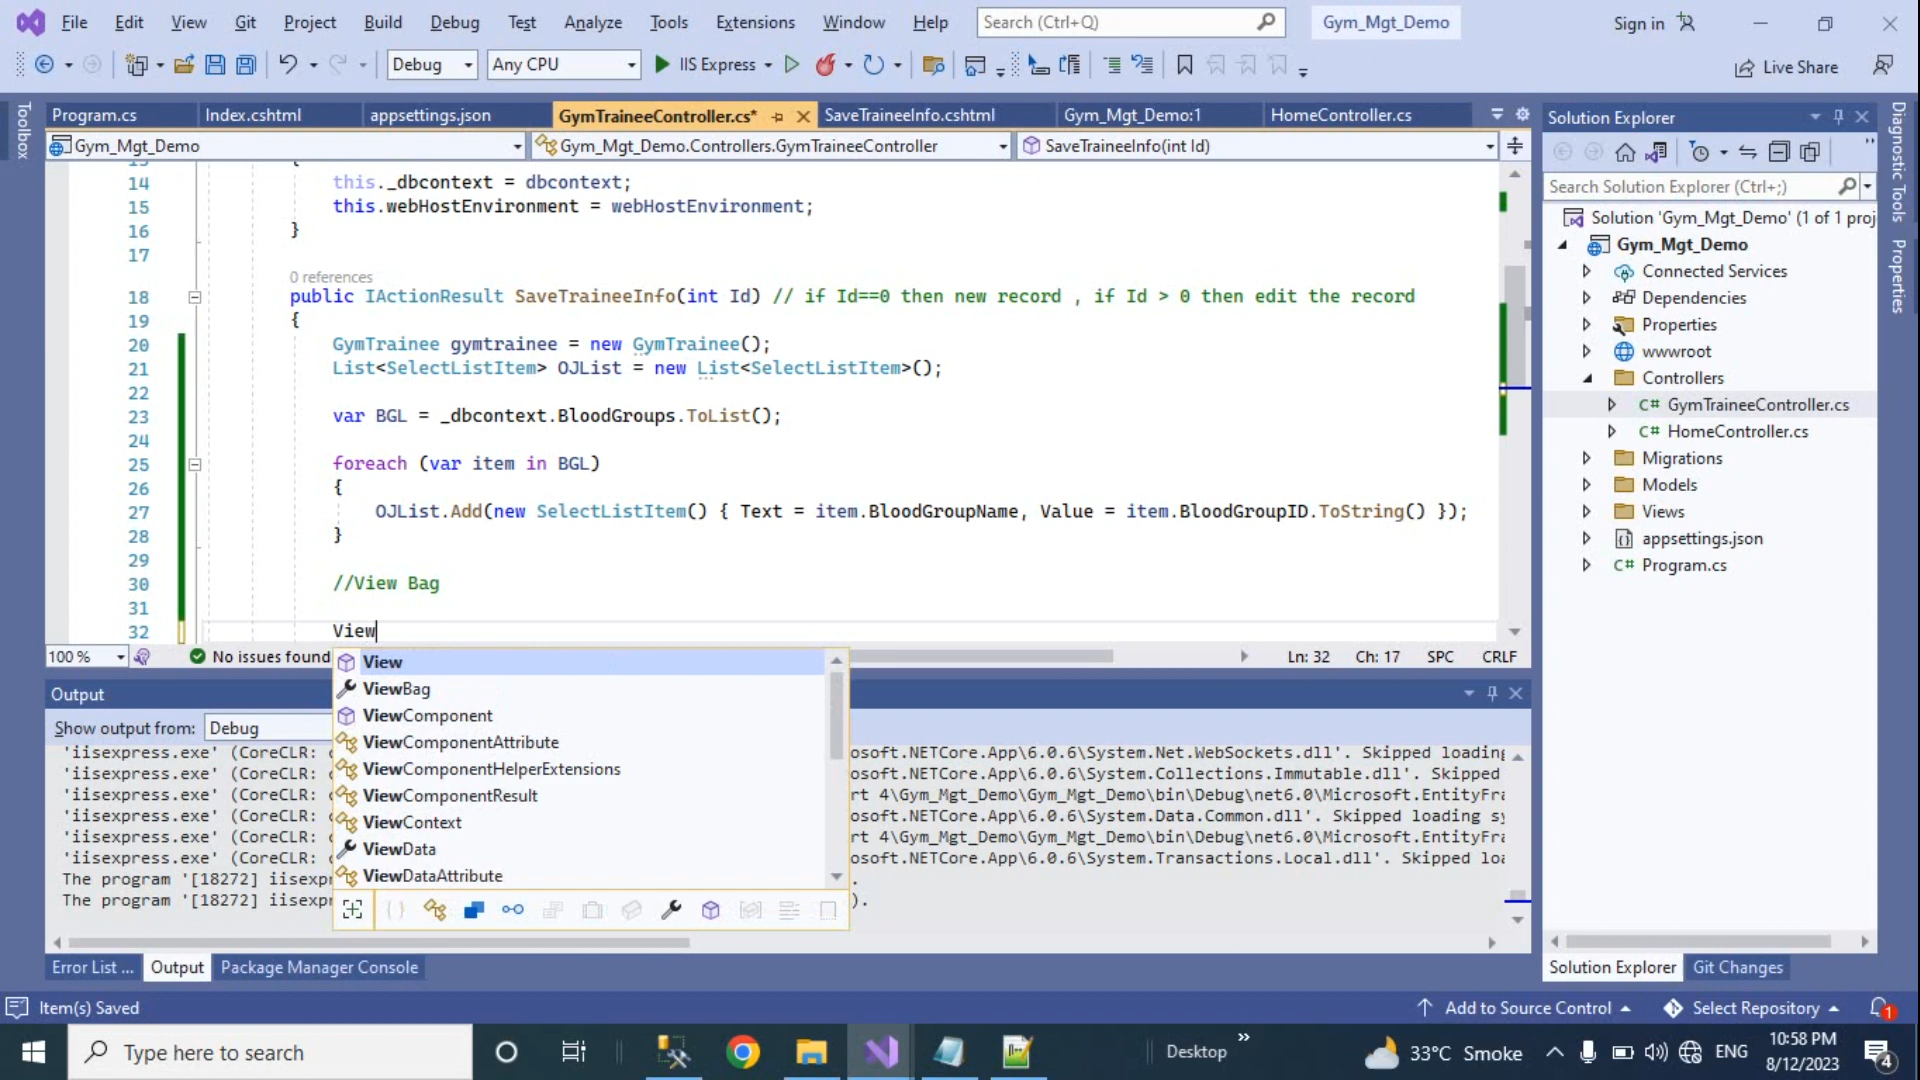 File Edit View Git Project Build Debug Test Analyze Tools Extensions Window Help Search (Ctrl+Q) Gym_Mgt_Demo Sign in
Debug Any CPU IIS Express Live Share
Toolbox
Program.cs Index.cshtml appsettings.json GymTraineeController.cs* SaveTraineeInfo.cshtml Gym_Mgt_Demo:1 HomeController.cs
Gym_Mgt_Demo Gym_Mgt_Demo.Controllers.GymTraineeController SaveTraineeInfo(int Id)
14 this._dbcontext = dbcontext;
15 this.webHostEnvironment = webHostEnvironment;
16 }
17
0 references
18 public IActionResult SaveTraineeInfo(int Id) // if Id==0 then new record , if Id > 0 then edit the record
19 {
20 GymTrainee gymtrainee = new GymTrainee();
21 List<SelectListItem> OJList = new List<SelectListItem>();
22
23 var BGL = _dbcontext.BloodGroups.ToList();
24
25 foreach (var item in BGL)
26 {
27 OJList.Add(new SelectListItem() { Text = item.BloodGroupName, Value = item.BloodGroupID.ToString() });
28 }
29
30 //View Bag
31
32 View
100 % No issues found Ln: 32 Ch: 17 SPC CRLF
View
ViewBag
ViewComponent
ViewComponentAttribute
ViewComponentHelperExtensions
ViewComponentResult
ViewContext
ViewData
ViewDataAttribute
Output
Show output from: Debug
'iisexpress.exe' (CoreCLR: osoft.NETCore.App\6.0.6\System.Net.WebSockets.dll'. Skipped loading
'iisexpress.exe' (CoreCLR: osoft.NETCore.App\6.0.6\System.Collections.Immutable.dll'. Skipped
'iisexpress.exe' (CoreCLR: rt 4\Gym_Mgt_Demo\Gym_Mgt_Demo\bin\Debug\net6.0\Microsoft.EntityFra
'iisexpress.exe' (CoreCLR: osoft.NETCore.App\6.0.6\System.Data.Common.dll'. Skipped loading sy
'iisexpress.exe' (CoreCLR: rt 4\Gym_Mgt_Demo\Gym_Mgt_Demo\bin\Debug\net6.0\Microsoft.EntityFra
'iisexpress.exe' (CoreCLR: osoft.NETCore.App\6.0.6\System.Transactions.Local.dll'. Skipped loa
The program '[18272] iisexpr .
The program '[18272] iisexpr ).
Error List ... Output Package Manager Console
Solution Explorer
Search Solution Explorer (Ctrl+;)
Solution 'Gym_Mgt_Demo' (1 of 1 proj
Gym_Mgt_Demo
Connected Services
Dependencies
Properties
wwwroot
Controllers
C# GymTraineeController.cs
C# HomeController.cs
Migrations
Models
Views
appsettings.json
C# Program.cs
Solution Explorer Git Changes
Diagnostic Tools
Properties
Item(s) Saved Add to Source Control Select Repository 1
Type here to search Desktop 33°C Smoke ENG 10:58 PM
8/12/2023 4